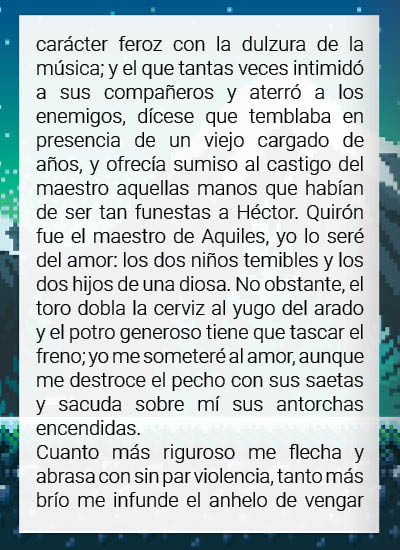 carácter feroz con la dulzura de la
música; y el que tantas veces intimidó
a sus compañeros y aterró a los
enemigos, dícese que temblaba en
presencia de un viejo cargado de
años, y ofrecía sumiso al castigo del
maestro aquellas manos que habían
de ser tan funestas a Héctor. Quirón
fue el maestro de Aquiles, yo lo seré
del amor: los dos niños temibles y los
dos hijos de una diosa. No obstante, el
toro dobla la cerviz al yugo del arado
y el potro generoso tiene que tascar el
freno; yo me someteré al amor, aunque
me destroce el pecho con sus saetas
y sacuda sobre mí sus antorchas
encendidas.
Cuanto más riguroso me flecha y
abrasa con sin par violencia, tanto más
brío me infunde el anhelo de vengar